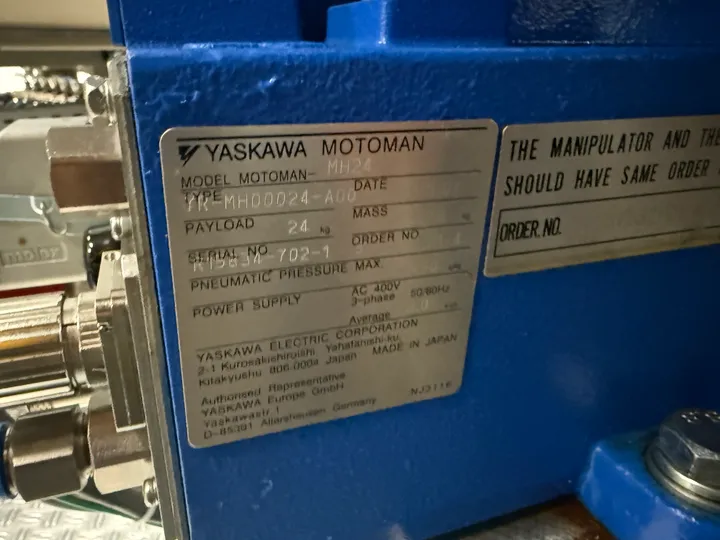 YASKAWA MOTOMAN
MODEL MOTOMAN- MH24
TYPE YR-MH00024-A00
DATE
PAYLOAD 24 kg
MASS kg
SERIAL NO.
ORDER NO
PNEUMATIC PRESSURE MAX.
POWER SUPPLY AC 400V 50/60Hz
3-phase
Average
YASKAWA ELECTRIC CORPORATION
2-1 Kurosakishiroishi, Yahatanishi-ku,
Kitakyushu 806-0004 Japan MADE IN JAPAN
Authorised Representative
YASKAWA Europe GmbH
Yaskawastr.1
D-85391 Allershausen Germany
NJ3116
THE MANIPULATOR AND THE
SHOULD HAVE SAME ORDER
ORDER.NO.